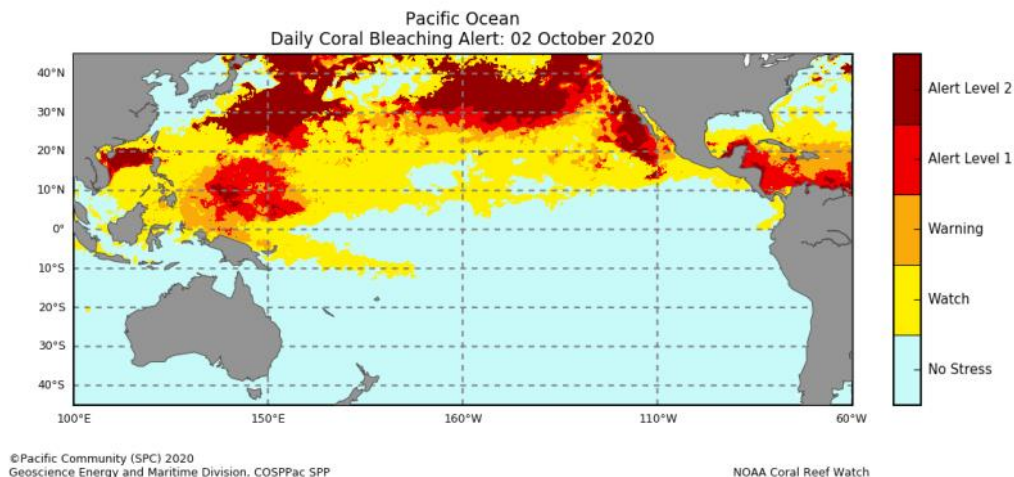 Pacific Ocean
Daily Coral Bleaching Alert: 02 October 2020
40°N
30°N
20°N
10°N
0°
10°S
20°S
30°S
40°S
100°E
150°E
160°W
110°W
60°W
Alert Level 2
Alert Level 1
Warning
Watch
No Stress
©Pacific Community (SPC) 2020
Geoscience Energy and Maritime Division, COSPPac SPP
NOAA Coral Reef Watch